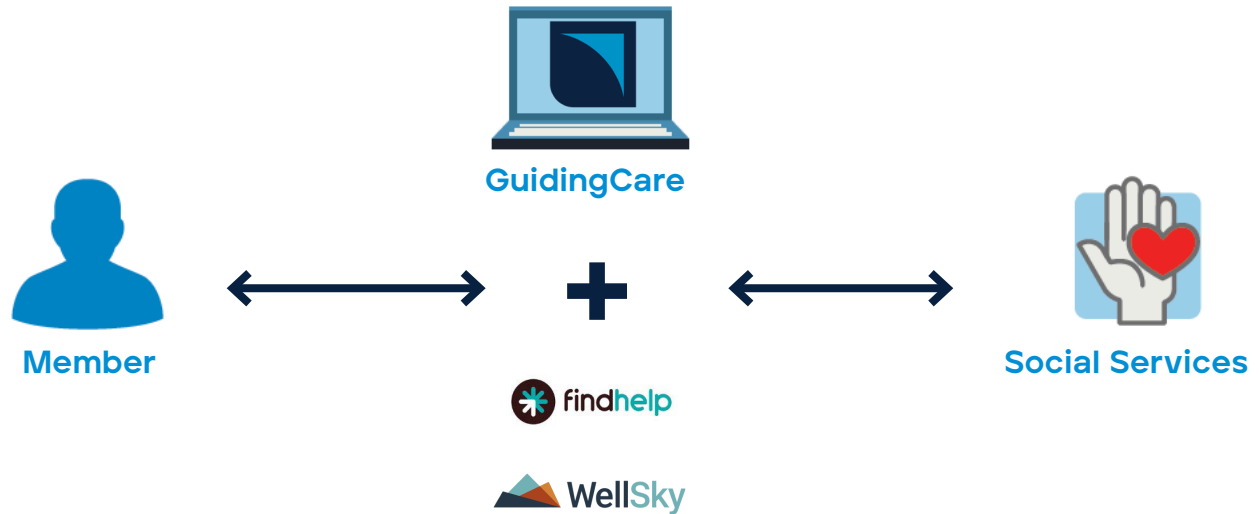 GuidingCare
Member
Social Services
findhelp
WellSky